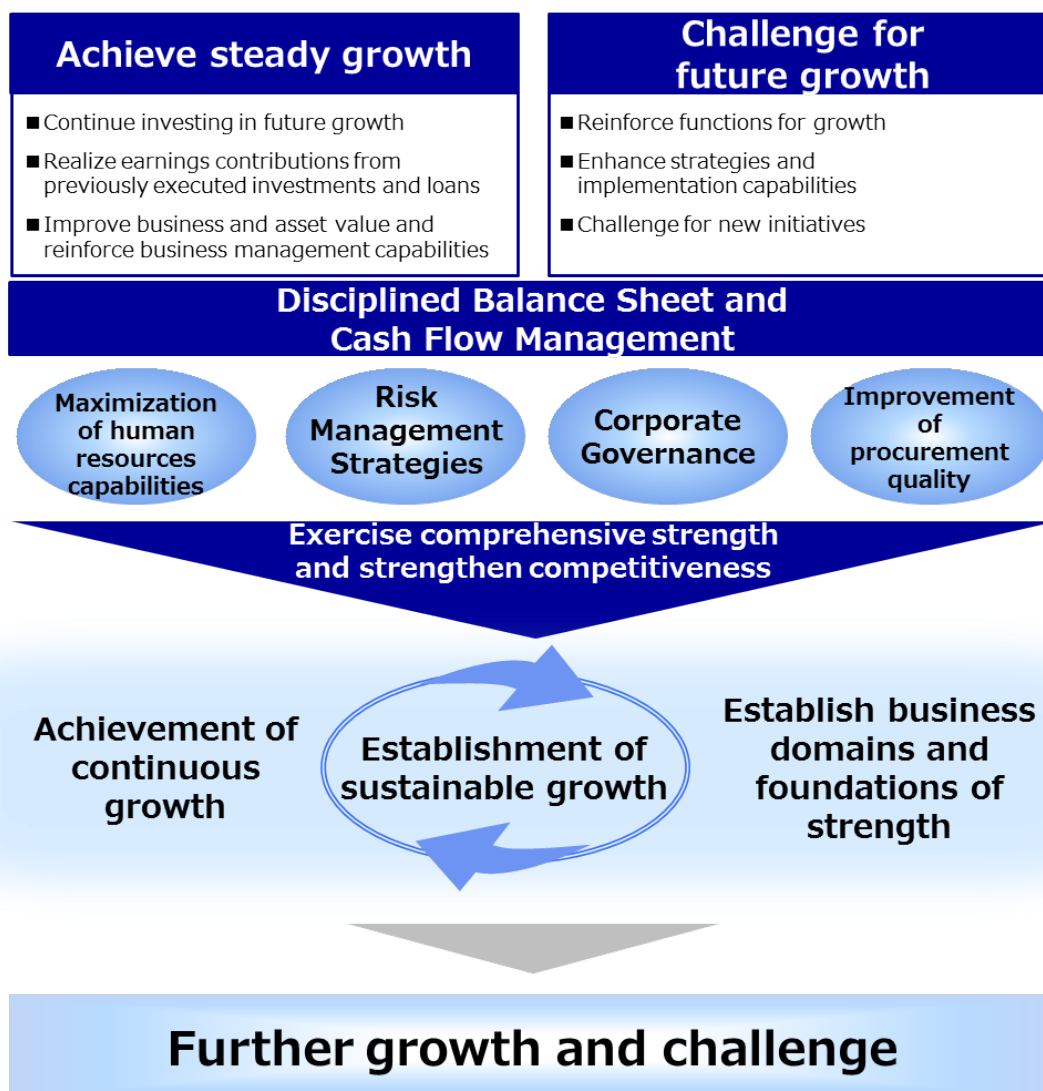 Achieve steady growth
■ Continue investing in future growth
■ Realize earnings contributions from
previously executed investments and loans
■ Improve business and asset value and
reinforce business management capabilities
Challenge for
future growth
■ Reinforce functions for growth
■ Enhance strategies and
implementation capabilities
■ Challenge for new initiatives
Disciplined Balance Sheet and
Cash Flow Management
Maximization
of human
resources
capabilities
Risk
Management
Strategies
Corporate
Governance
Improvement
of
procurement
quality
Exercise comprehensive strength
and strengthen competitiveness
Achievement of
continuous
growth
Establishment of
sustainable growth
Establish business
domains and
foundations of
strength
Further growth and challenge